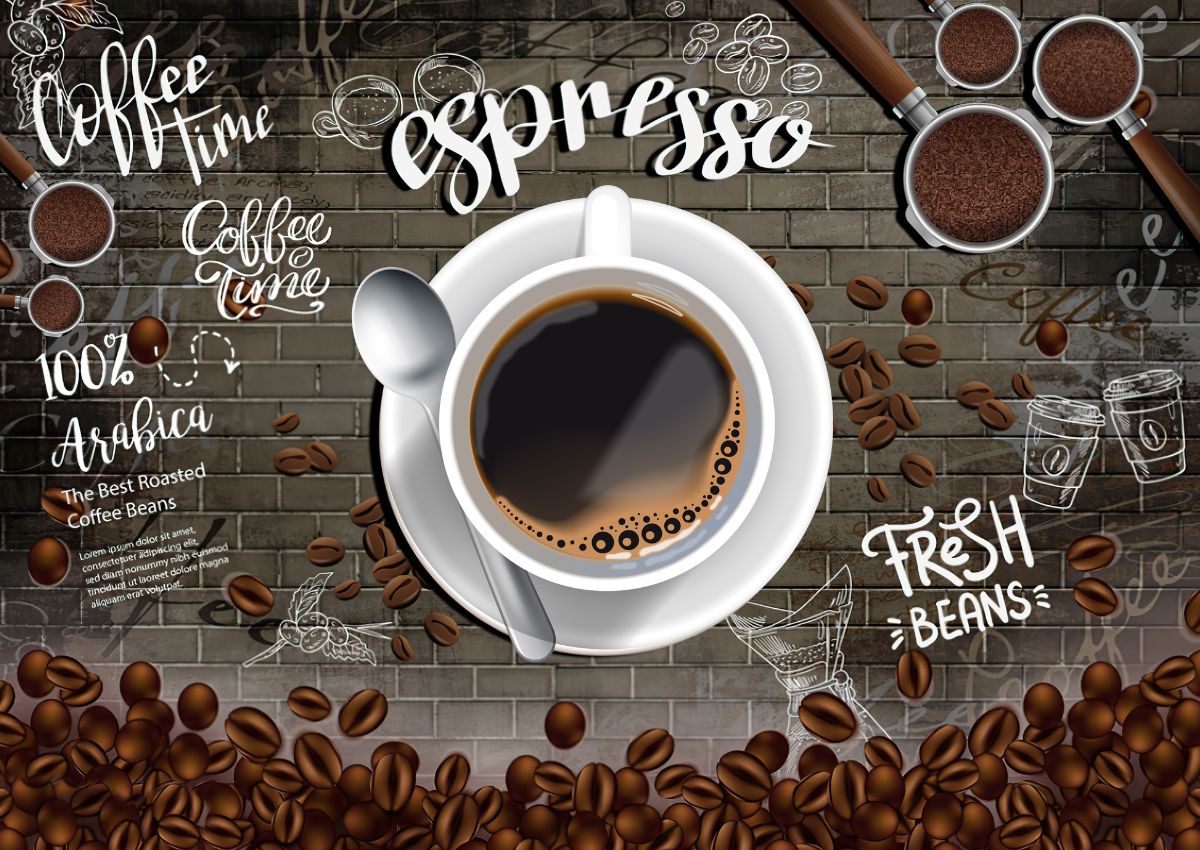 Coffee
Time
espresso
Coffee
Time
100%
Arabica
The Best Roasted
Coffee Beans
Lorem ipsum dolor sit amet,
consectetuer adipiscing elit,
sed diam nonummy nibh euismod
tincidunt ut laoreet dolore magna
aliquam erat volutpat.
Coffee
FReSH
BEANS